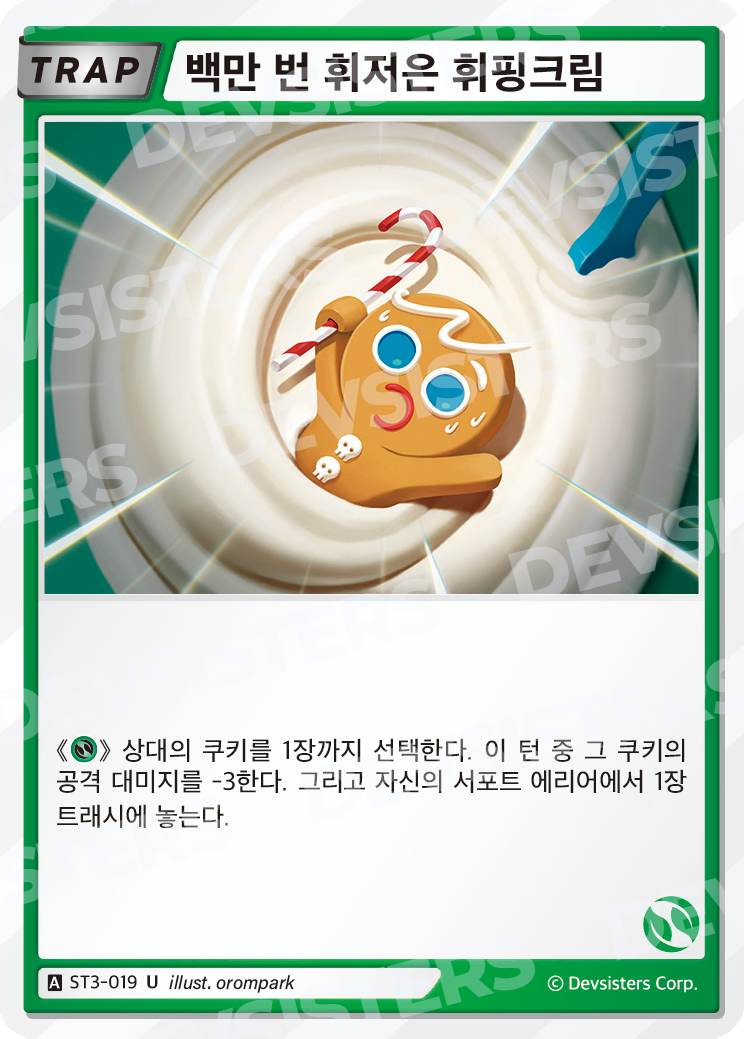 TRAP
백만 번 휘저은 휘핑크림
《》 상대의 쿠키를 1장까지 선택한다. 이 턴 중 그 쿠키의
공격 대미지를 -3한다. 그리고 자신의 서포트 에리어에서 1장
트래시에 놓는다.
A ST3-019 U illust. orompark
© Devsisters Corp.
DEVSISTERS